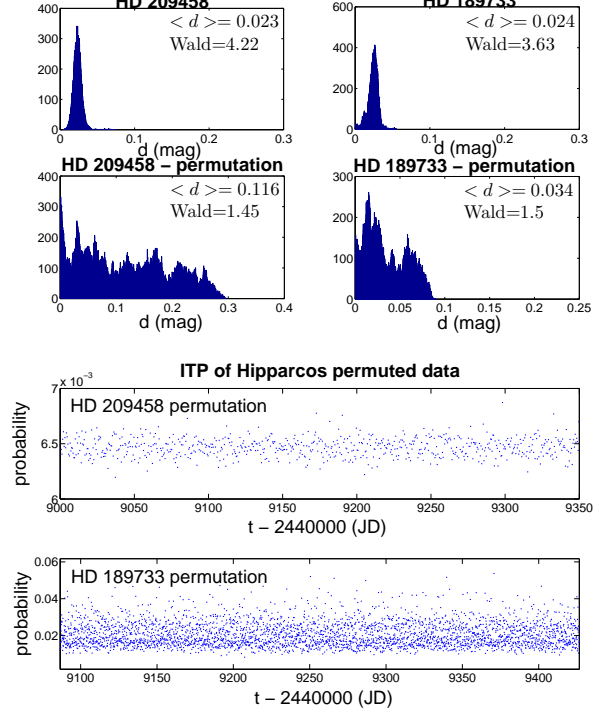 HD 209458
HD 189733
400
300
200
100
0
< d >= 0.023
Wald=4.22
0 0.1 0.2 0.3
d (mag)
600
400
200
0
< d >= 0.024
Wald=3.63
0 0.1 0.2 0.3
d (mag)
HD 209458 – permutation
400
300
200
100
0
< d >= 0.116
Wald=1.45
0 0.1 0.2 0.3 0.4
d (mag)
HD 189733 – permutation
300
200
100
0
< d >= 0.034
Wald=1.5
0 0.05 0.1 0.15 0.2 0.25
d (mag)
ITP of Hipparcos permuted data
x 10⁻³
7
6.5
6
probability
HD 209458 permutation
9000 9050 9100 9150 9200 9250 9300 9350
t − 2440000 (JD)
0.06
0.04
0.02
probability
HD 189733 permutation
9100 9150 9200 9250 9300 9350 9400
t − 2440000 (JD)